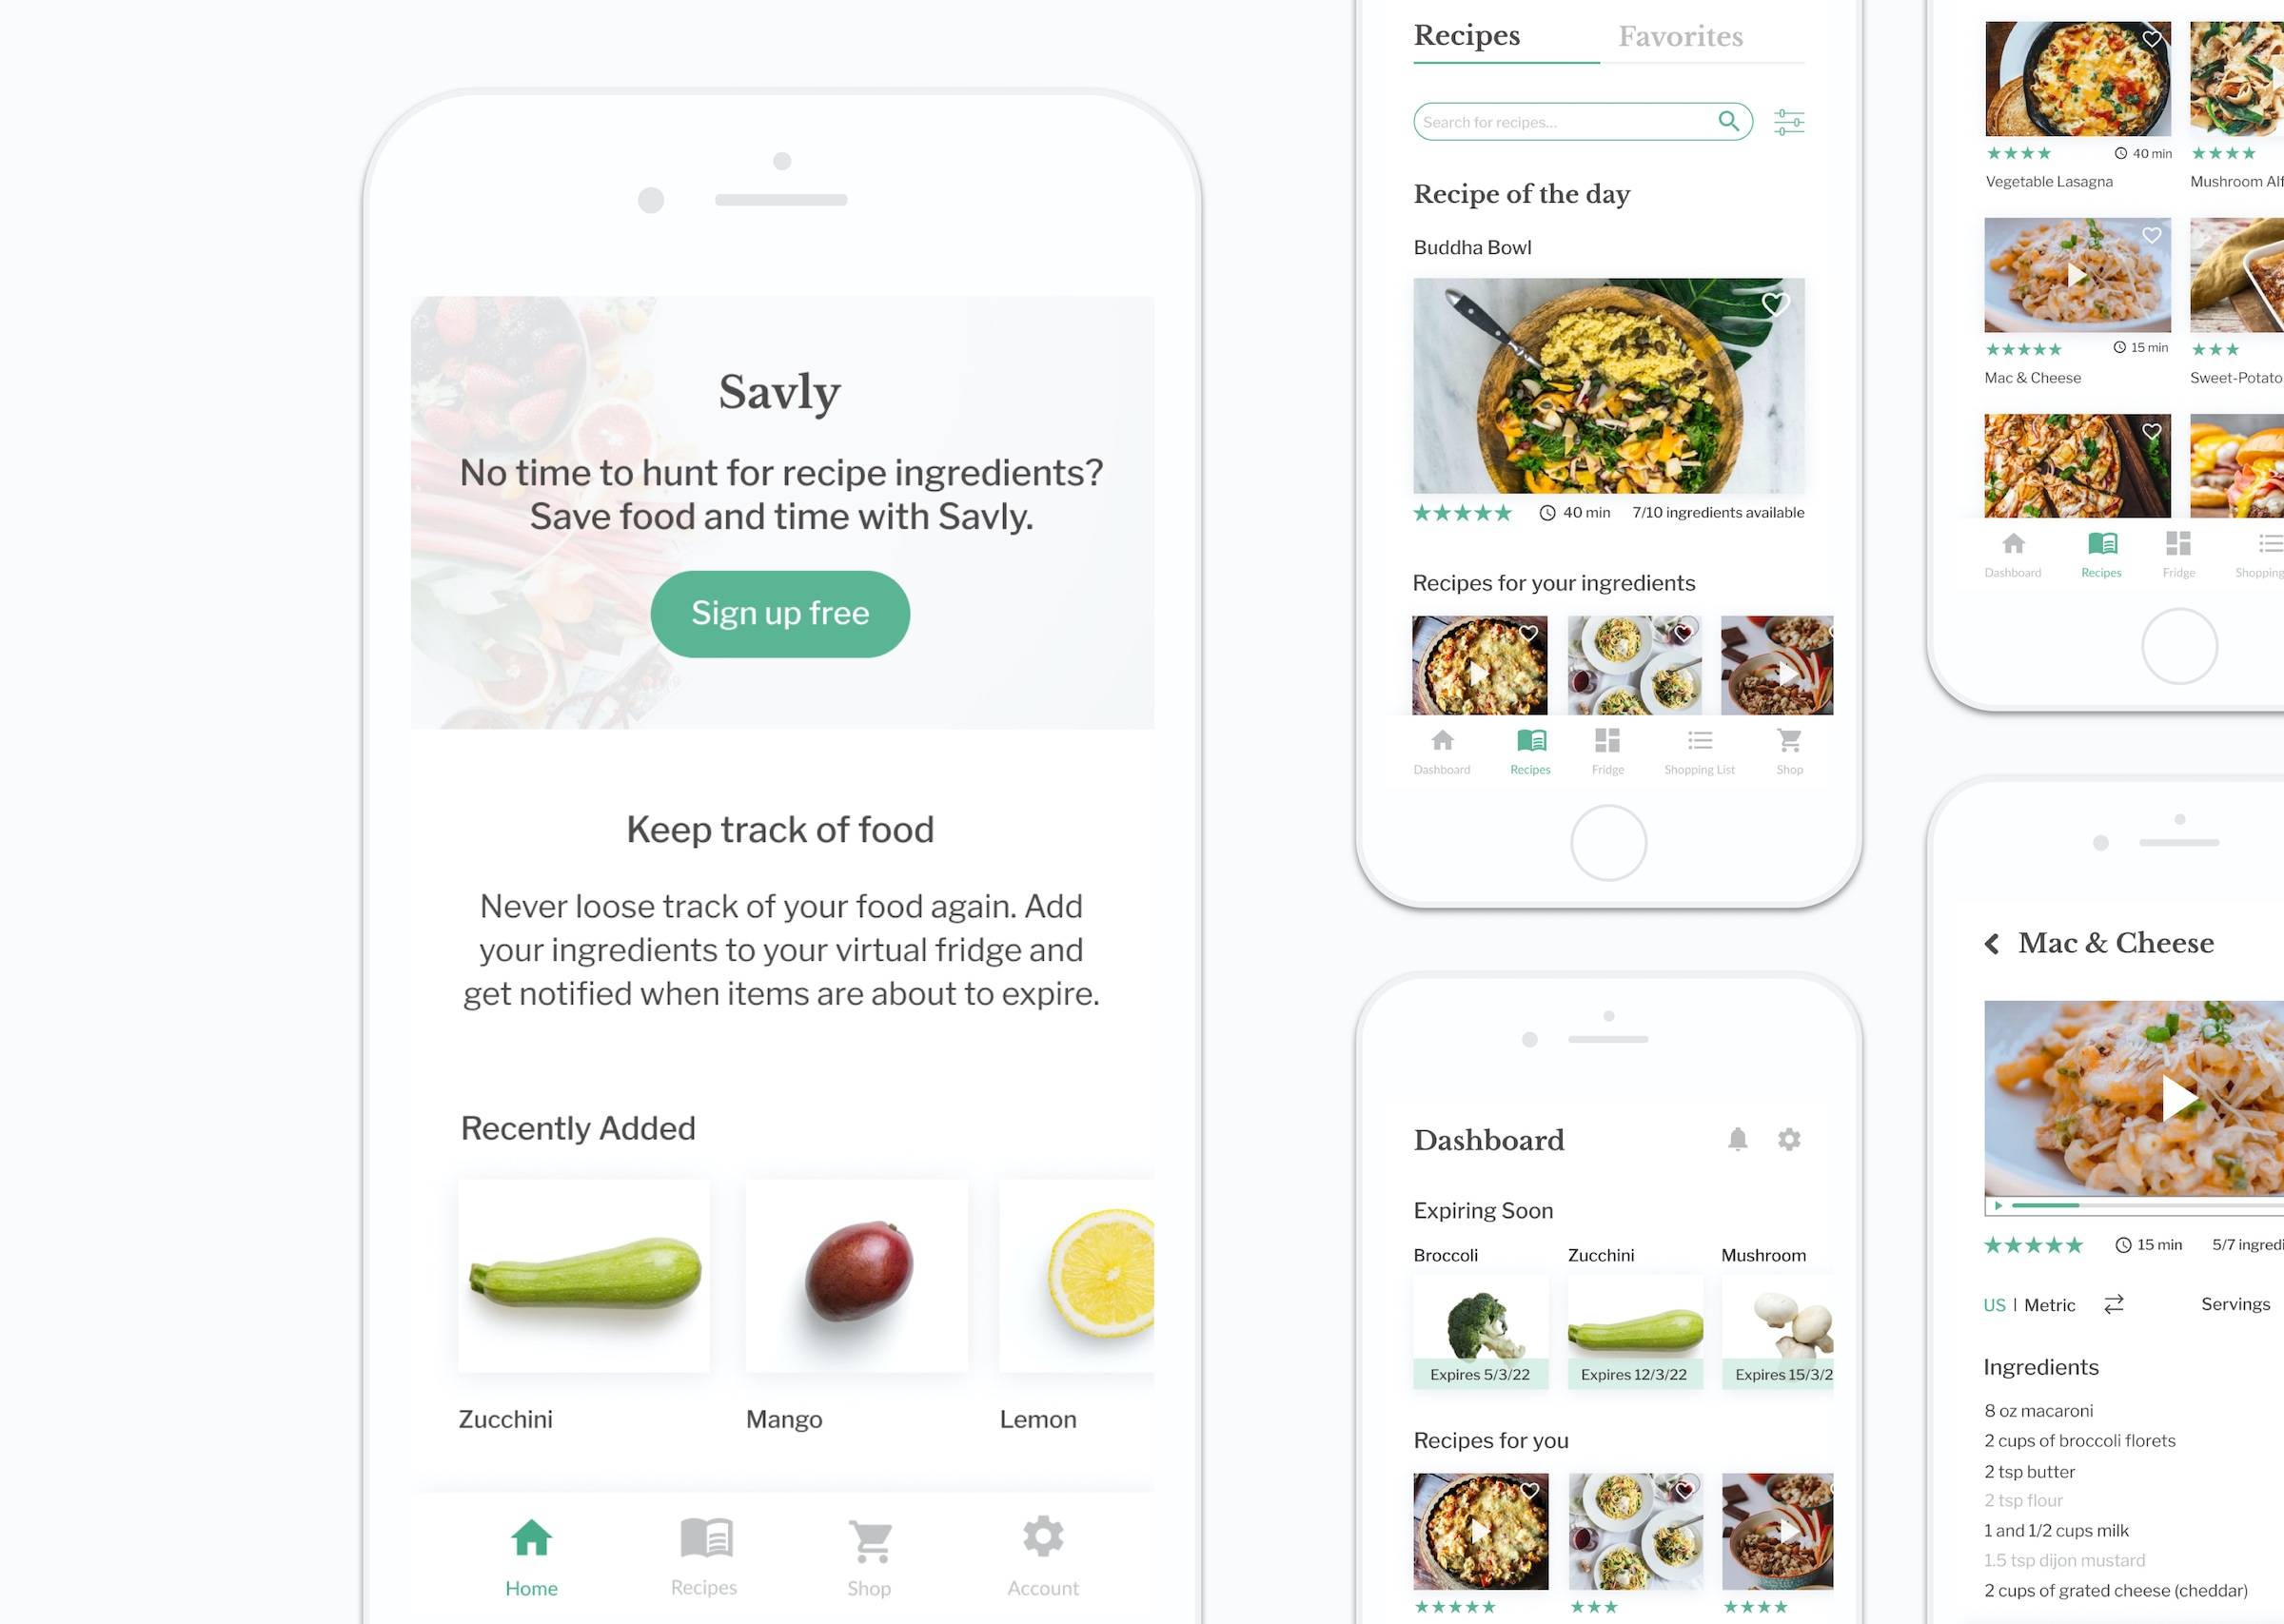 Savly
No time to hunt for recipe ingredients?
Save food and time with Savly.
Sign up free
Keep track of food
Never loose track of your food again. Add
your ingredients to your virtual fridge and
get notified when items are about to expire.
Recently Added
Zucchini Mango Lemon
Home Recipes Shop Account
Recipes Favorites
Search for recipes...
Recipe of the day
Buddha Bowl
40 min 7/10 ingredients available
Recipes for your ingredients
Dashboard Recipes Fridge Shopping List Shop
Dashboard
Expiring Soon
Broccoli Zucchini Mushroom
Expires 5/3/22 Expires 12/3/22 Expires 15/3/2
Recipes for you
40 min
Vegetable Lasagna Mushroom Alf
15 min
Mac & Cheese Sweet-Potato
Dashboard Recipes Fridge Shopping
Mac & Cheese
15 min 5/7 ingredi
US | Metric Servings
Ingredients
8 oz macaroni
2 cups of broccoli florets
2 tsp butter
2 tsp flour
1 and 1/2 cups milk
1.5 tsp dijon mustard
2 cups of grated cheese (cheddar)